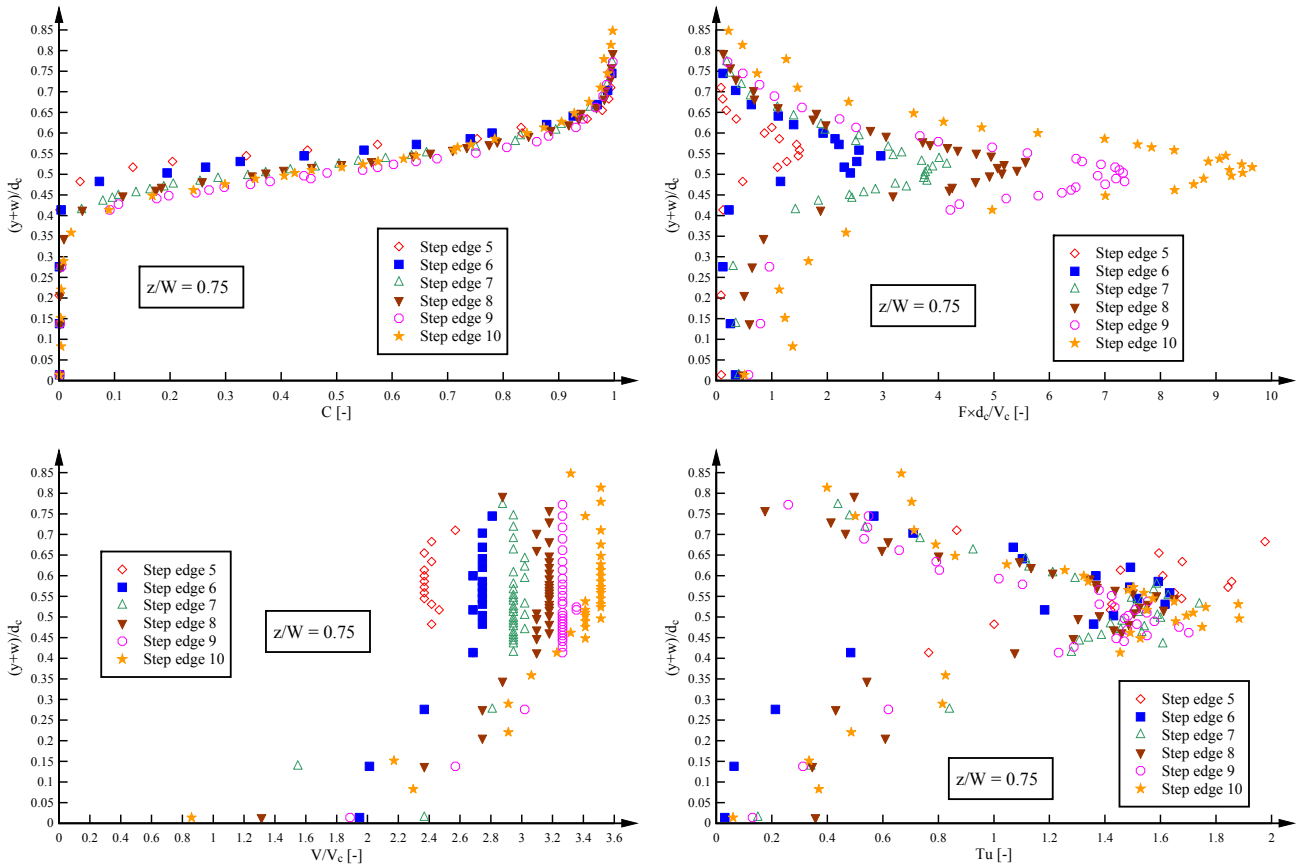 0.85
0.8
0.75
0.7
0.65
0.6
0.55
0.5
0.45
0.4
0.35
0.3
0.25
0.2
0.15
0.1
0.05
0
(y+w)/dc
0 0.1 0.2 0.3 0.4 0.5 0.6 0.7 0.8 0.9 1
C [-]
z/W = 0.75
Step edge 5
Step edge 6
Step edge 7
Step edge 8
Step edge 9
Step edge 10
0.85
0.8
0.75
0.7
0.65
0.6
0.55
0.5
0.45
0.4
0.35
0.3
0.25
0.2
0.15
0.1
0.05
0
(y+w)/dc
0 1 2 3 4 5 6 7 8 9 10
F×dc/Vc [-]
z/W = 0.75
Step edge 5
Step edge 6
Step edge 7
Step edge 8
Step edge 9
Step edge 10
0.85
0.8
0.75
0.7
0.65
0.6
0.55
0.5
0.45
0.4
0.35
0.3
0.25
0.2
0.15
0.1
0.05
0
(y+w)/dc
0 0.2 0.4 0.6 0.8 1 1.2 1.4 1.6 1.8 2 2.2 2.4 2.6 2.8 3 3.2 3.4 3.6
V/Vc [-]
z/W = 0.75
Step edge 5
Step edge 6
Step edge 7
Step edge 8
Step edge 9
Step edge 10
0.85
0.8
0.75
0.7
0.65
0.6
0.55
0.5
0.45
0.4
0.35
0.3
0.25
0.2
0.15
0.1
0.05
0
(y+w)/dc
0 0.2 0.4 0.6 0.8 1 1.2 1.4 1.6 1.8 2
Tu [-]
z/W = 0.75
Step edge 5
Step edge 6
Step edge 7
Step edge 8
Step edge 9
Step edge 10